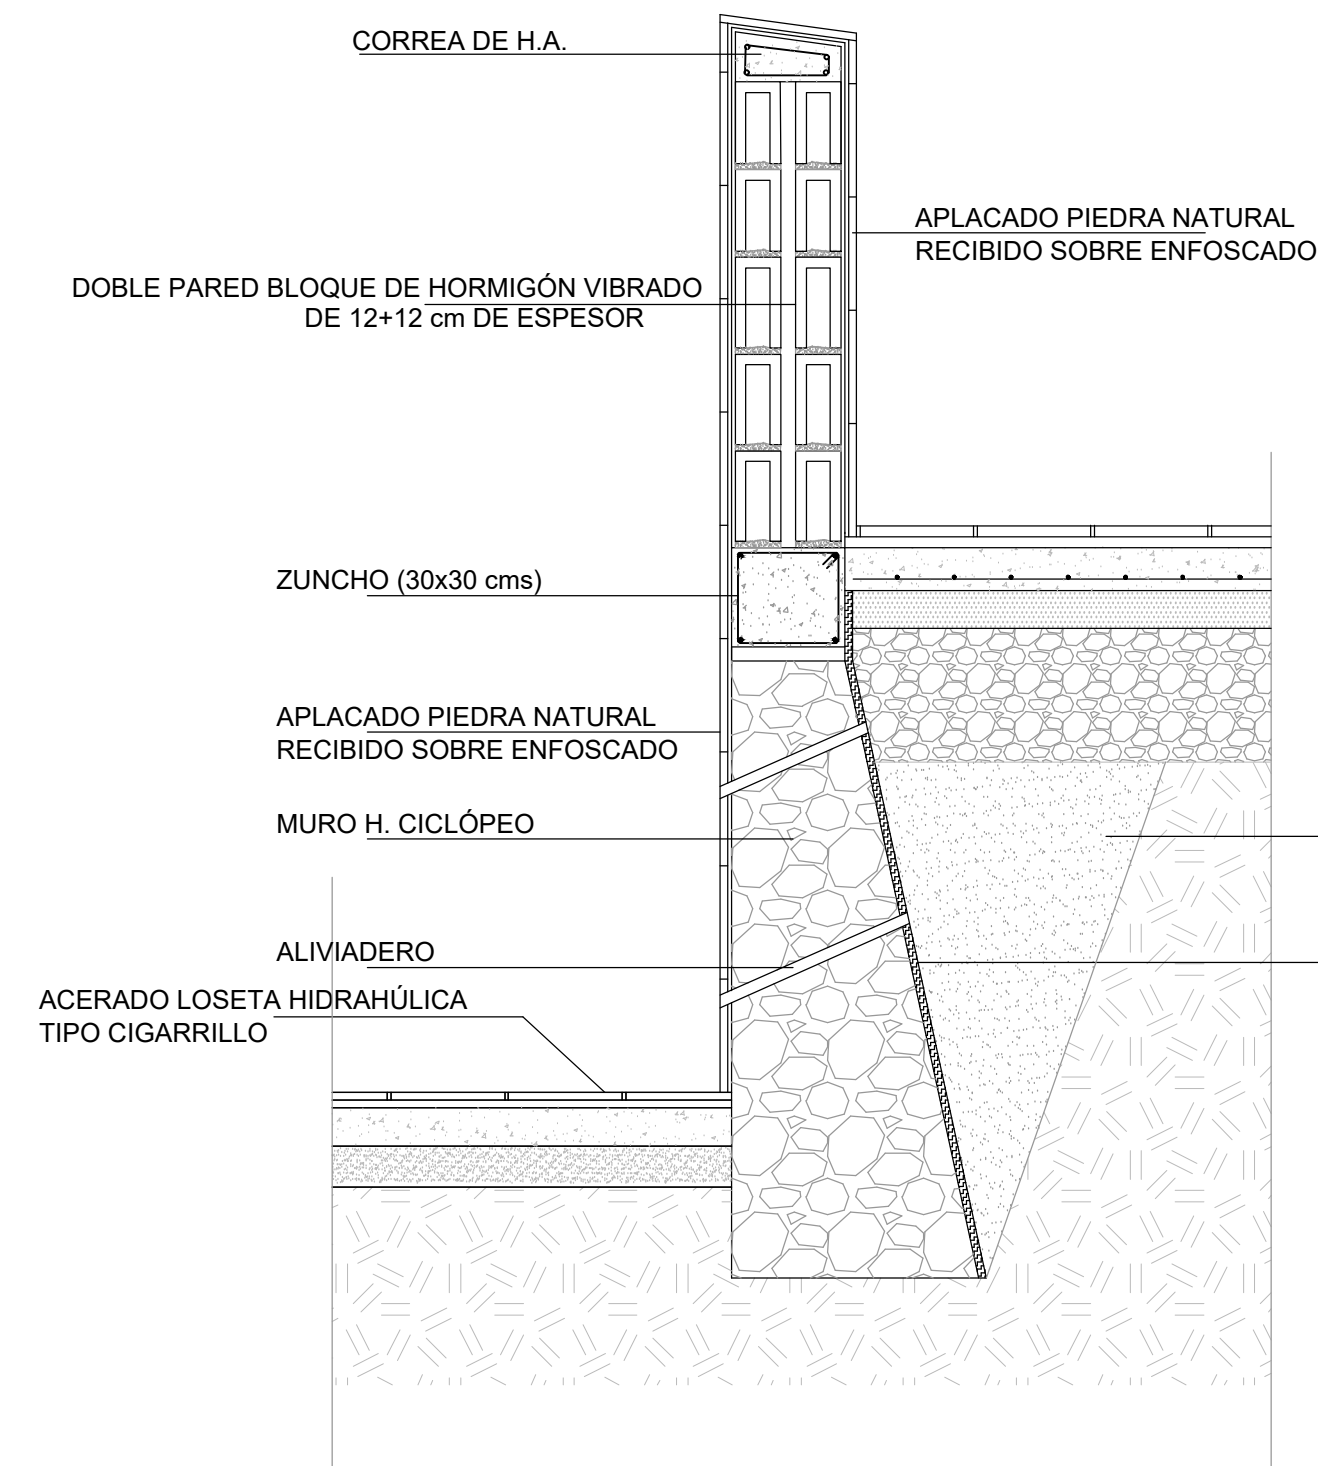 CORREA DE H.A.
APLACADO PIEDRA NATURAL
RECIBIDO SOBRE ENFOSCADO
DOBLE PARED BLOQUE DE HORMIGÓN VIBRADO
DE 12+12 cm DE ESPESOR
ZUNCHO (30x30 cms)
APLACADO PIEDRA NATURAL
RECIBIDO SOBRE ENFOSCADO
MURO H. CICLÓPEO
ALIVIADERO
ACERADO LOSETA HIDRAHÚLICA
TIPO CIGARRILLO